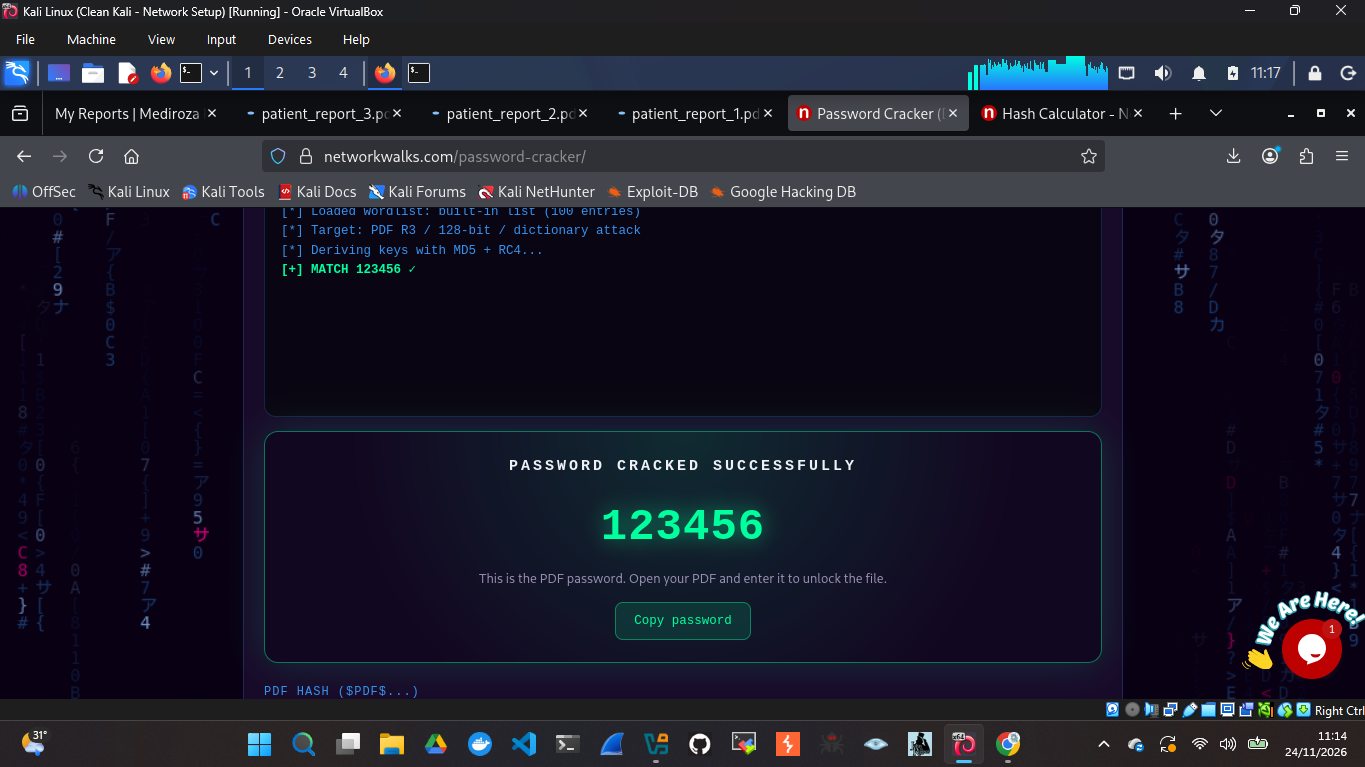 Kali Linux (Clean Kali - Network Setup) [Running] - Oracle VirtualBox
File Machine View Input Devices Help
1 2 3 4 11:17
My Reports | Mediroza patient_report_3.pd patient_report_2.pd patient_report_1.pd Password Cracker ( Hash Calculator - N
networkwalks.com/password-cracker/
OffSec Kali Linux Kali Tools Kali Docs Kali Forums Kali NetHunter Exploit-DB Google Hacking DB
[*] Loaded wordlist: built-in list (100 entries)
[*] Target: PDF R3 / 128-bit / dictionary attack
[*] Deriving keys with MD5 + RC4...
[+] MATCH 123456 ✓
PASSWORD CRACKED SUCCESSFULLY
123456
This is the PDF password. Open your PDF and enter it to unlock the file.
Copy password
We Are Here!
1
PDF HASH ($PDF$...)
Right Ctrl
31°
11:14
24/11/2026